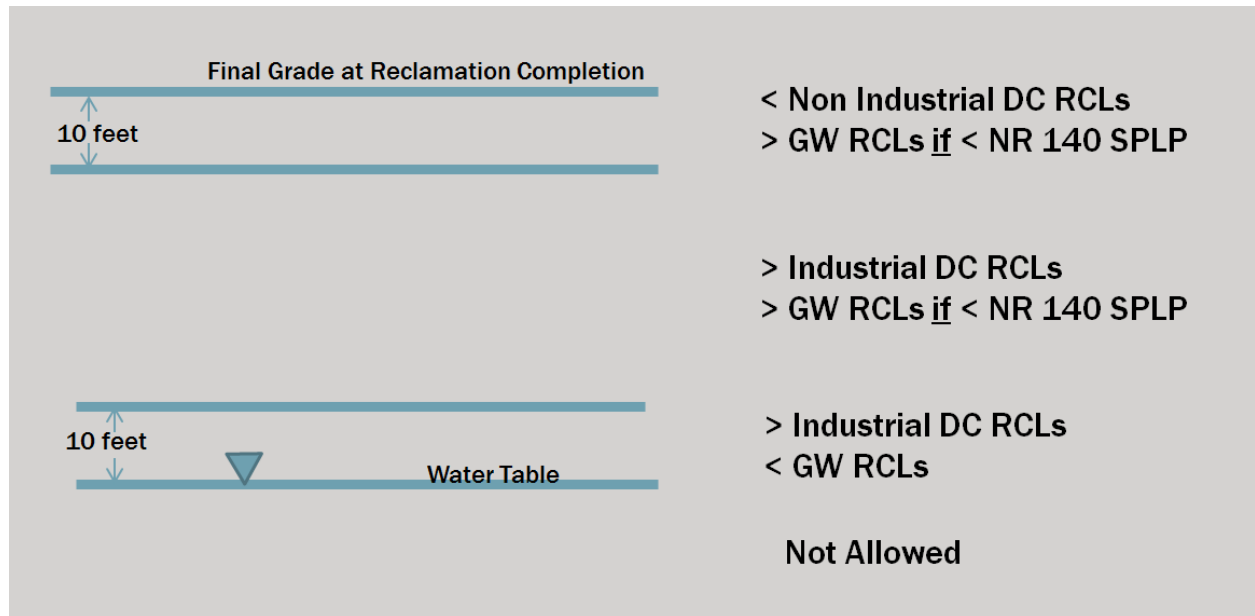 Final Grade at Reclamation Completion
10 feet
< Non Industrial DC RCLs
> GW RCLs if < NR 140 SPLP
> Industrial DC RCLs
> GW RCLs if < NR 140 SPLP
10 feet
Water Table
> Industrial DC RCLs
< GW RCLs
Not Allowed